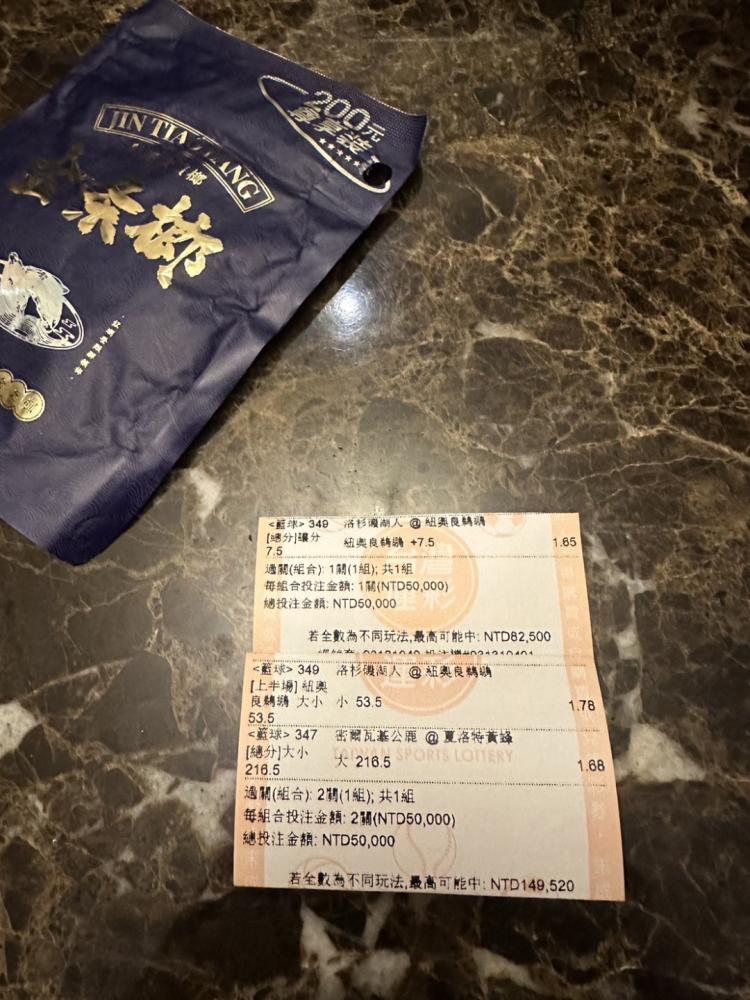 200元
JIN TIAN LANG
<籃球> 349 洛杉磯湖人 @ 紐奧良鵜鶘
[總分]讓分 紐奧良鵜鶘 +7.5 1.65
7.5
過關(組合): 1關(1組); 共1組
每組合投注金額: 1關(NTD50,000)
總投注金額: NTD50,000
若全數為不同玩法,最高可能中: NTD82,500
<籃球> 349 洛杉磯湖人 @ 紐奧良鵜鶘
[上半場] 紐奧
良鵜鶘 大小 小 53.5 1.78
53.5
<籃球> 347 密爾瓦基公鹿 @ 夏洛特黃蜂
[總分]大小 大 216.5 1.68
216.5
TAIWAN SPORTS LOTTERY
過關(組合): 2關(1組); 共1組
每組合投注金額: 2關(NTD50,000)
總投注金額: NTD50,000
若全數為不同玩法,最高可能中: NTD149,520